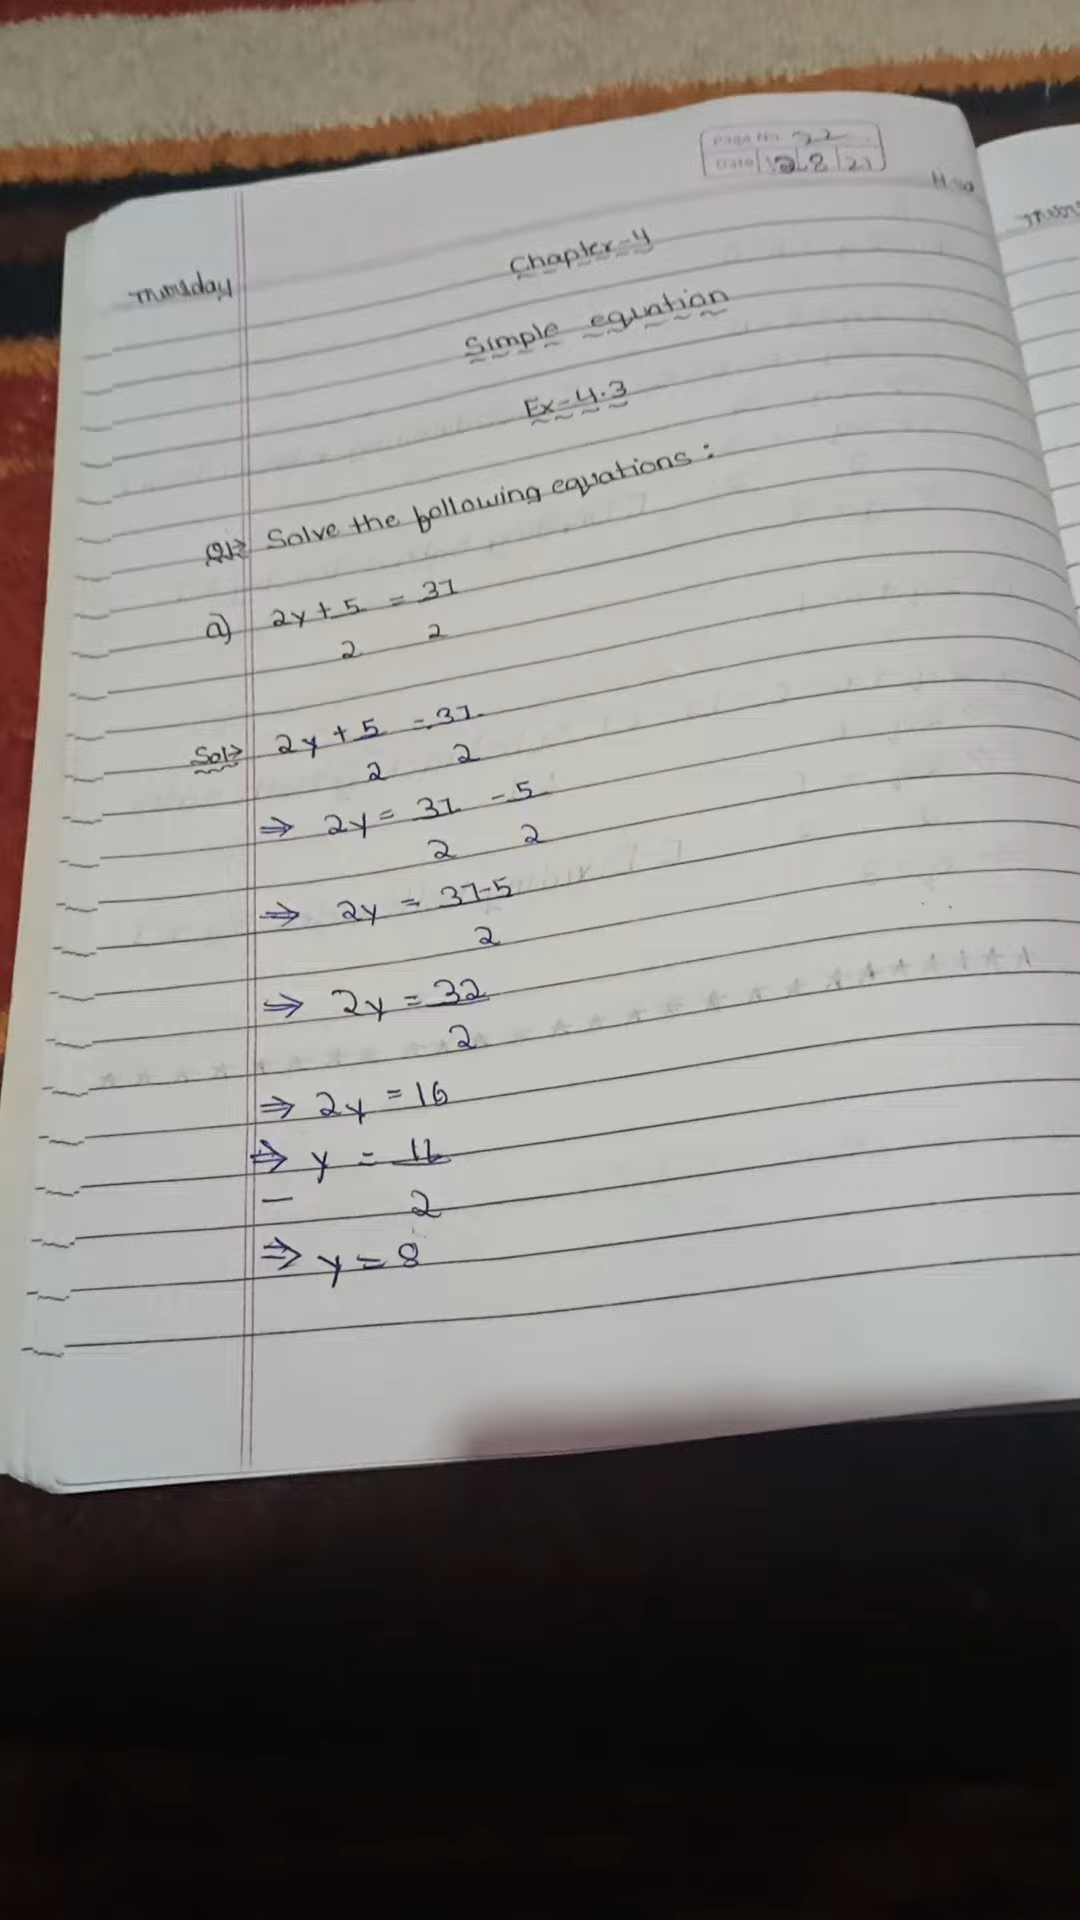 Page No. 22
Date 12 8 21
Thursday
Chapter-4
Simple equation
Ex-4.3
Q1> Solve the following equations :
a) 2y + 5 = 37
2 2
Sol> 2y + 5 = 37
2 2
⇒ 2y = 37 - 5
2 2
⇒ 2y = 37-5
2
⇒ 2y = 32
2
⇒ 2y = 16
⇒ y = 16
2
⇒ y = 8